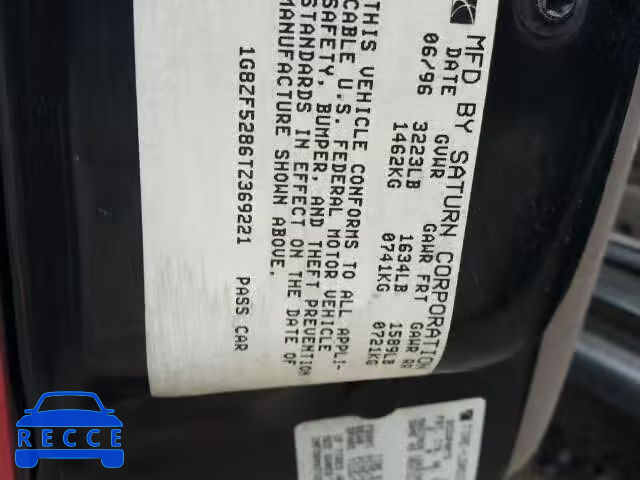 MFD BY SATURN CORPORATION
DATE GVWR GAWR FRT GAWR RR
06/96 3223LB 1634LB 1589LB
1462KG 0741KG 0721KG
THIS VEHICLE CONFORMS TO ALL APPLI-
CABLE U.S. FEDERAL MOTOR VEHICLE
SAFETY, BUMPER, AND THEFT PREVENTION
STANDARDS IN EFFECT ON THE DATE OF
MANUFACTURE SHOWN ABOVE.
1G8ZF5286TZ369221 PASS CAR
RECCE